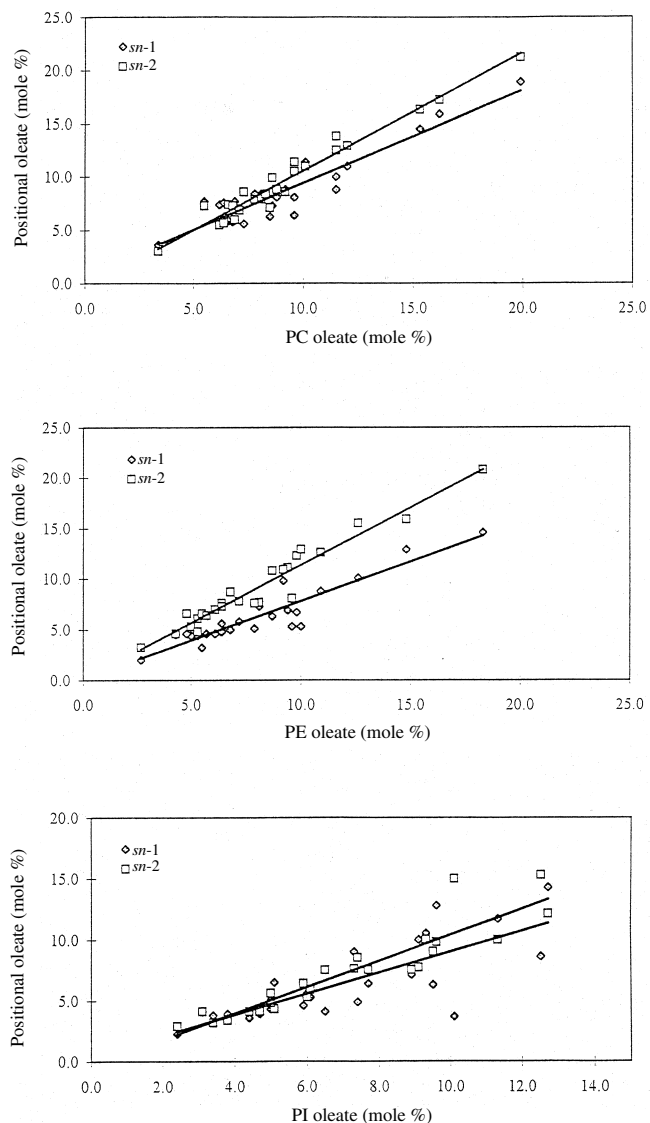 25.0
20.0
15.0
10.0
5.0
0.0
Positional oleate (mole %)
sn-1
sn-2
0.0 5.0 10.0 15.0 20.0 25.0
PC oleate (mole %)
25.0
20.0
15.0
10.0
5.0
0.0
Positional oleate (mole %)
sn-1
sn-2
0.0 5.0 10.0 15.0 20.0 25.0
PE oleate (mole %)
20.0
15.0
10.0
5.0
0.0
Positional oleate (mole %)
sn-1
sn-2
0.0 2.0 4.0 6.0 8.0 10.0 12.0 14.0
PI oleate (mole %)